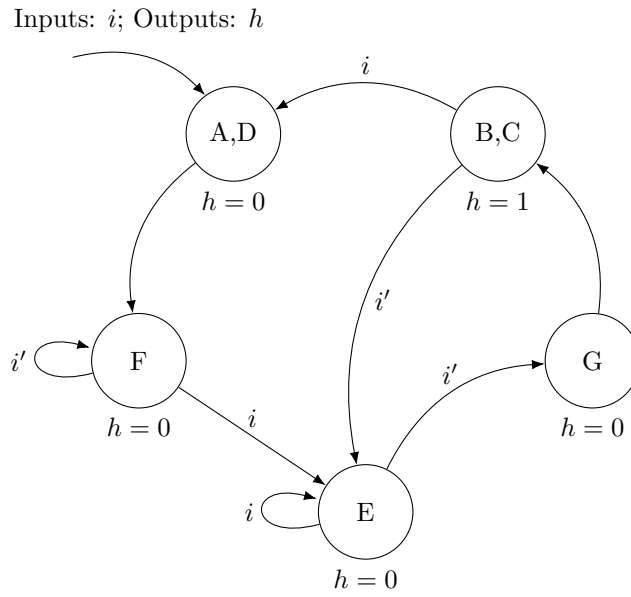 Inputs: i; Outputs: h
i
A,D
B,C
h = 0
h = 1
i′
i′
F
i′
G
h = 0
i
h = 0
i
E
h = 0